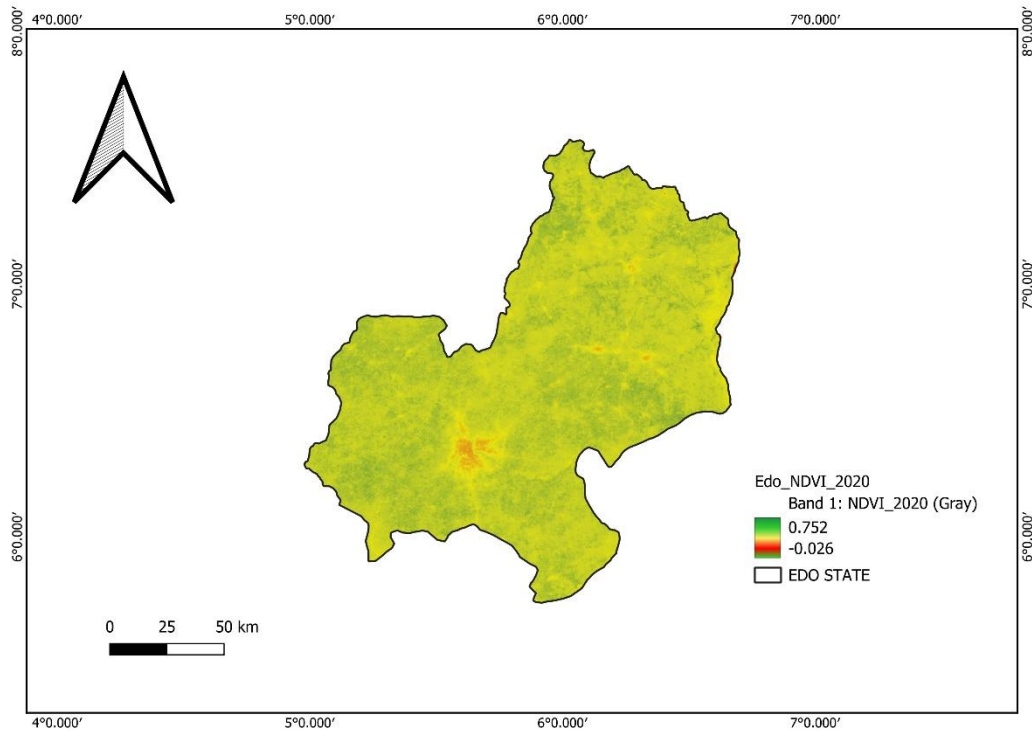 4°0.000′ 5°0.000′ 6°0.000′ 7°0.000′
8°0.000′ 8°0.000′
7°0.000′ 7°0.000′
Edo_NDVI_2020
Band 1: NDVI_2020 (Gray)
0.752
-0.026
EDO STATE
6°0.000′ 6°0.000′
0 25 50 km
4°0.000′ 5°0.000′ 6°0.000′ 7°0.000′